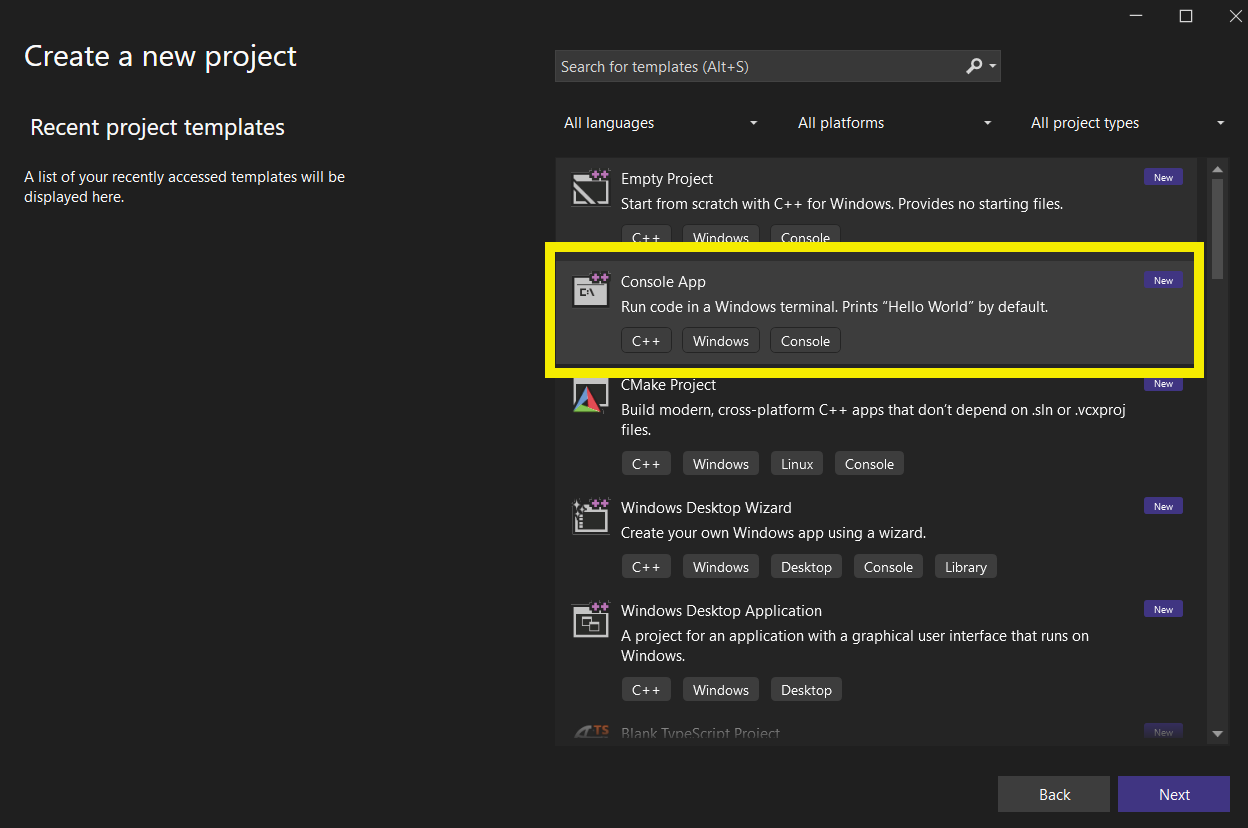 Create a new project
Search for templates (Alt+S)
Recent project templates
All languages
All platforms
All project types
A list of your recently accessed templates will be
displayed here.
Empty Project
New
Start from scratch with C++ for Windows. Provides no starting files.
C++
Windows
Console
C:\
Console App
New
Run code in a Windows terminal. Prints “Hello World” by default.
C++
Windows
Console
CMake Project
New
Build modern, cross-platform C++ apps that don’t depend on .sln or .vcxproj
files.
C++
Windows
Linux
Console
Windows Desktop Wizard
New
Create your own Windows app using a wizard.
C++
Windows
Desktop
Console
Library
Windows Desktop Application
New
A project for an application with a graphical user interface that runs on
Windows.
C++
Windows
Desktop
TS
Blank TypeScript Project
New
Back
Next